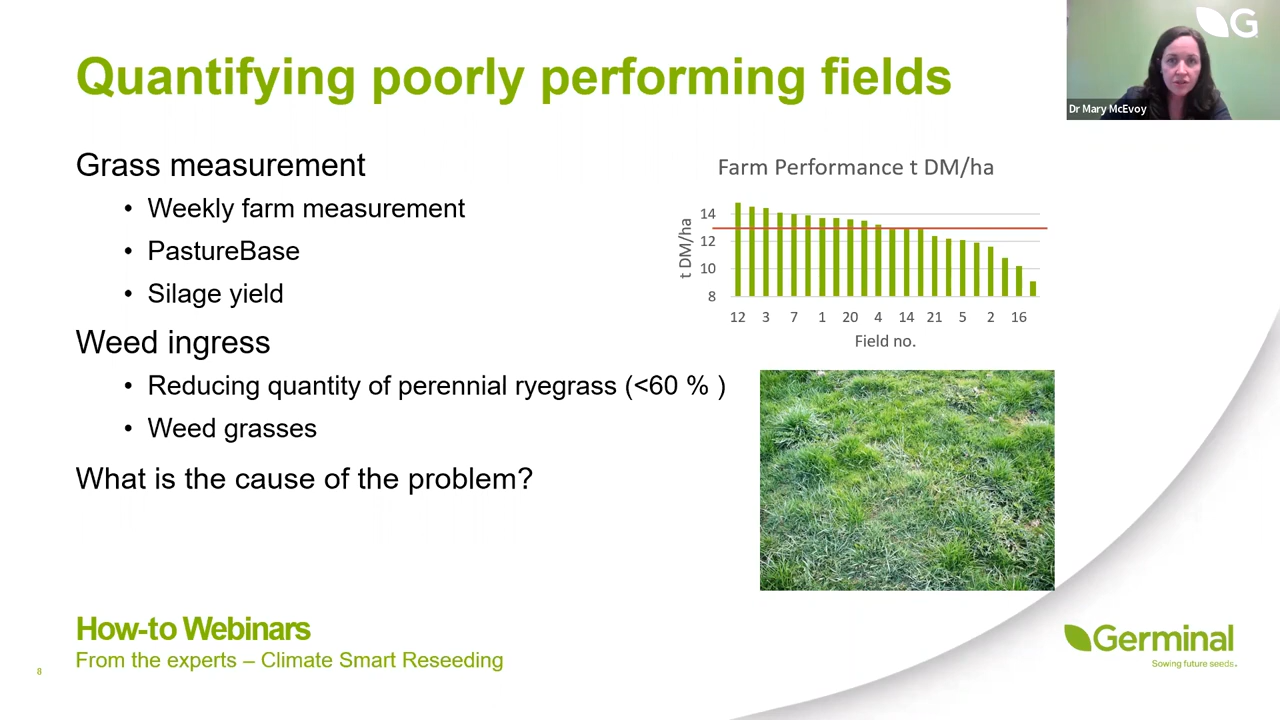 Quantifying poorly performing fields
G
Dr Mary McEvoy
Grass measurement
• Weekly farm measurement
• PastureBase
• Silage yield
Weed ingress
• Reducing quantity of perennial ryegrass (<60 % )
• Weed grasses
What is the cause of the problem?
Farm Performance t DM/ha
t DM/ha
14
12
10
8
12 3 7 1 20 4 14 21 5 2 16
Field no.
How-to Webinars
From the experts – Climate Smart Reseeding
8
Germinal
Sowing future seeds.